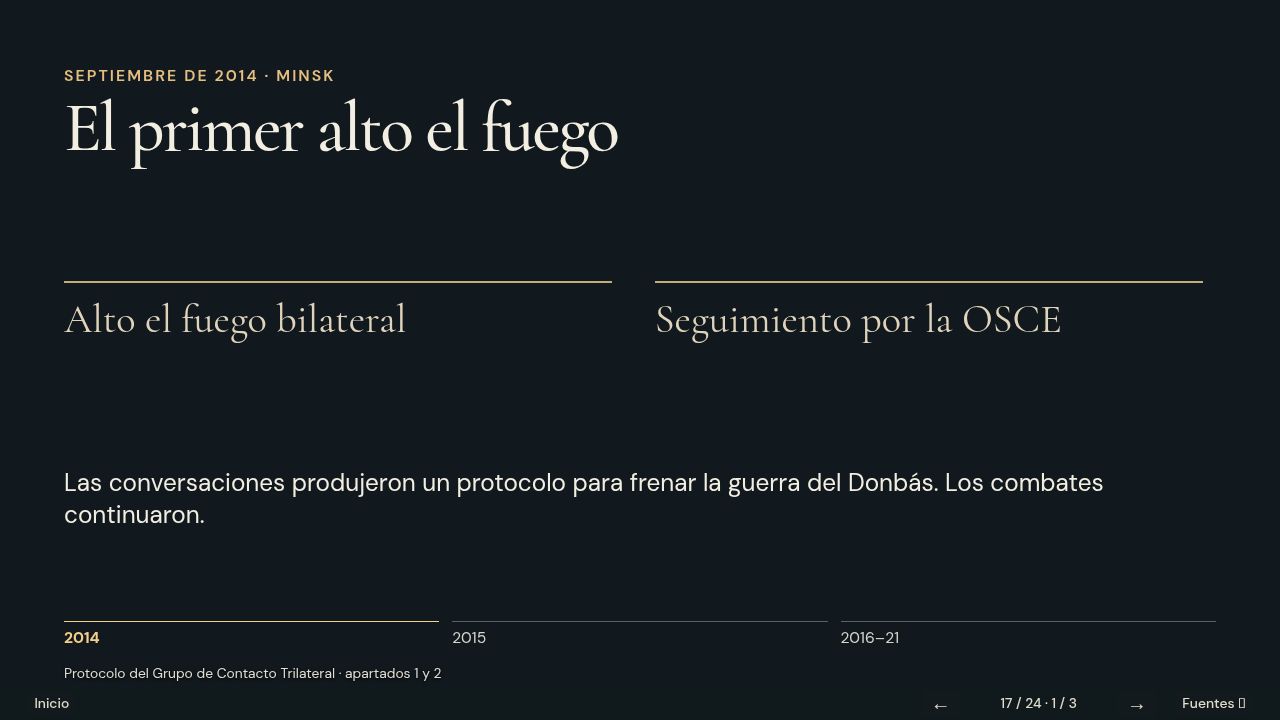 SEPTIEMBRE DE 2014 · MINSK
El primer alto el fuego
Alto el fuego bilateral
Seguimiento por la OSCE
Las conversaciones produjeron un protocolo para frenar la guerra del Donbás. Los combates
continuaron.
2014
2015
2016–21
Protocolo del Grupo de Contacto Trilateral · apartados 1 y 2
Inicio
← 17 / 24 · 1 / 3 → Fuentes